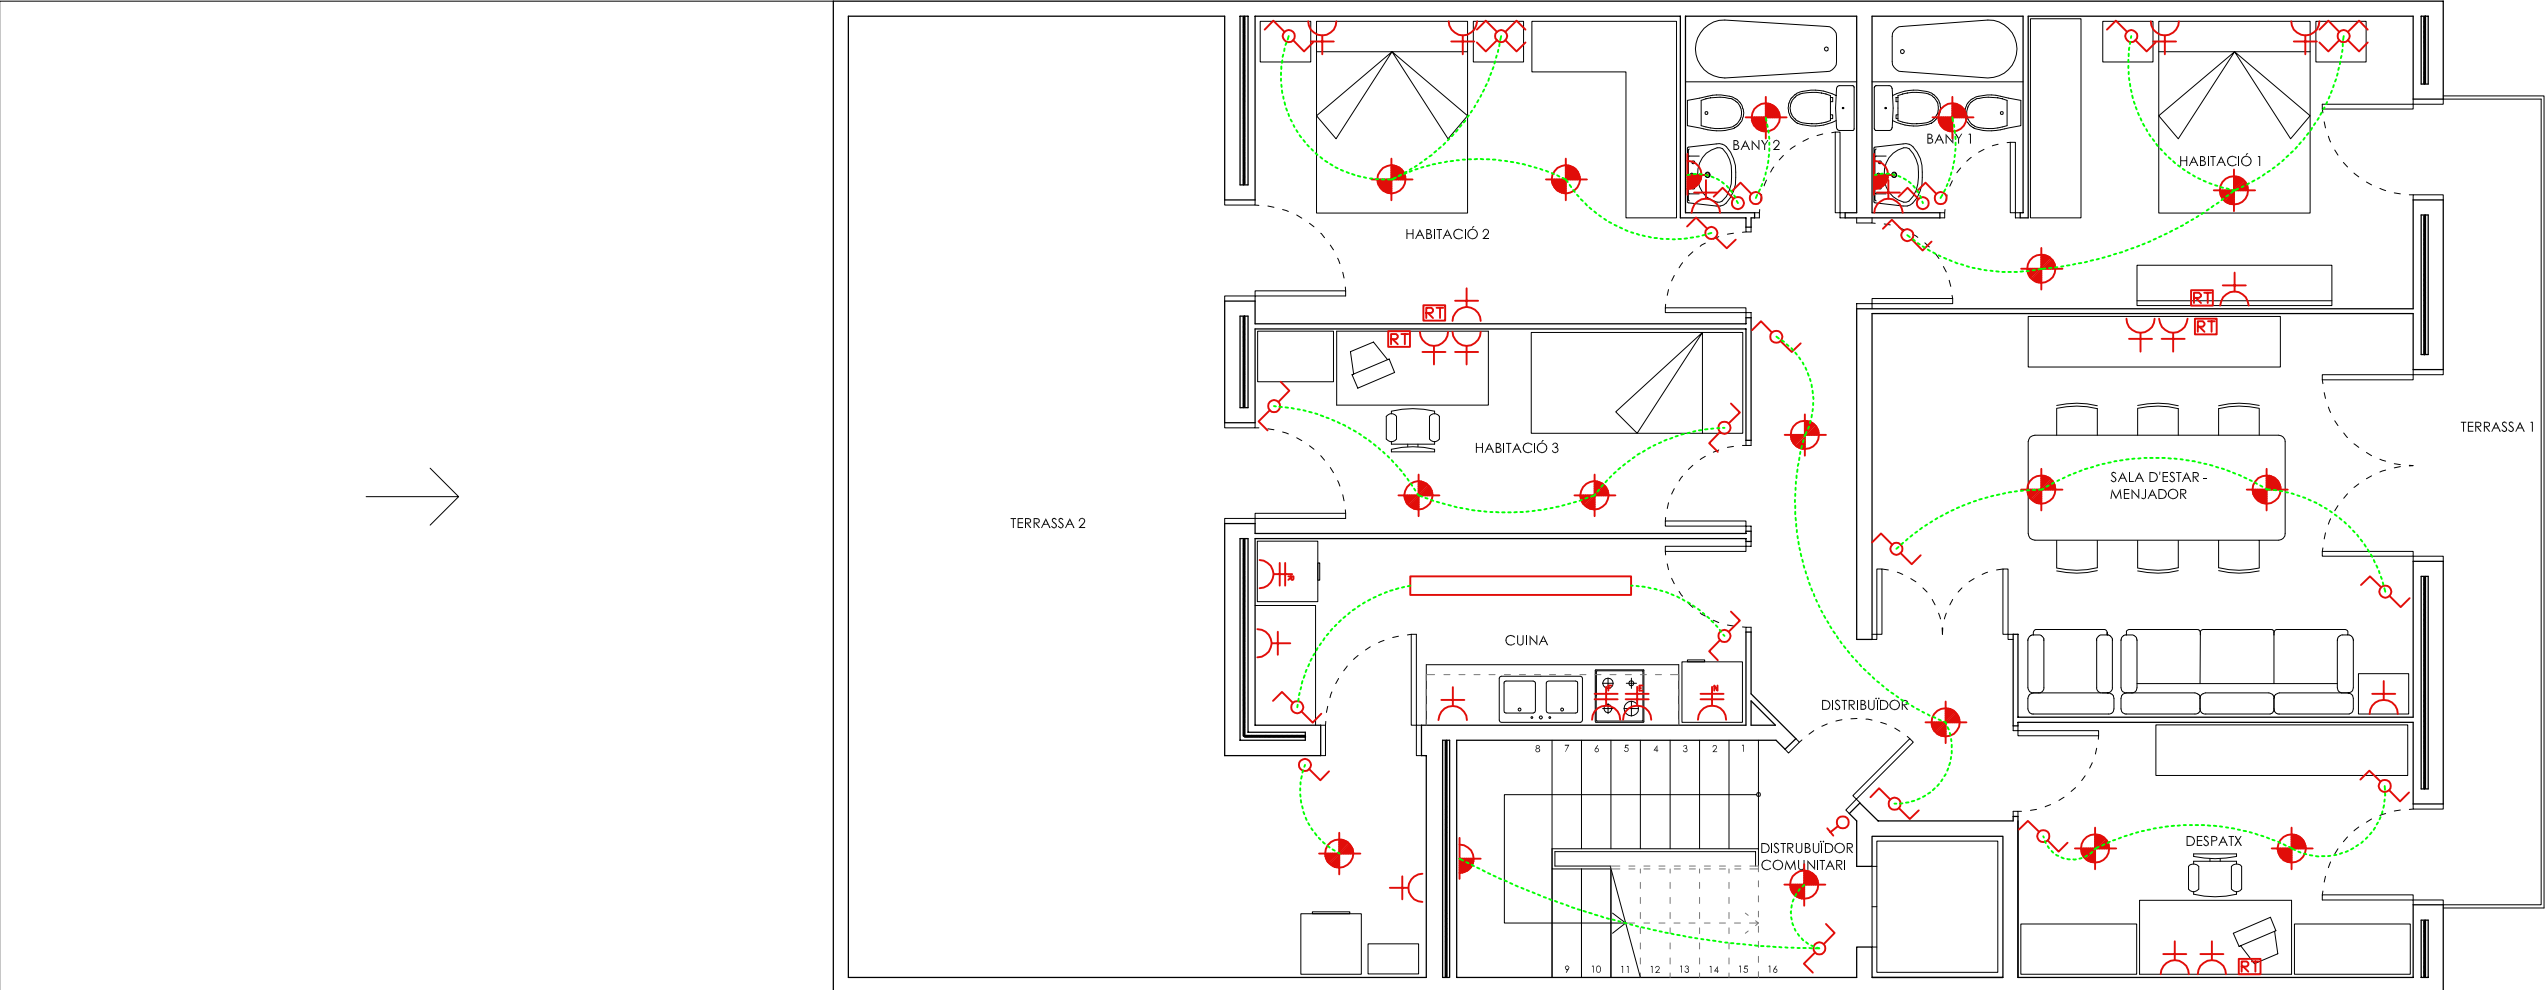 BANY 2
BANY 1
HABITACIÓ 1
HABITACIÓ 2
RT
RT
RT
RT
TERRASSA 1
HABITACIÓ 3
SALA D'ESTAR -
MENJADOR
TERRASSA 2
R
CUINA
F
E
N
DISTRIBUÏDOR
8
7
6
5
4
3
2
1
DISTRUBUÏDOR
COMUNITARI
DESPATX
RT
9
10
11
12
13
14
15
16